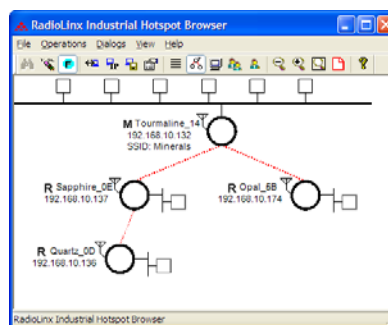 RadioLinx Industrial Hotspot Browser
File Operations Dialogs View Help
M Tourmaline_14
192.168.10.132
SSID: Minerals
R Sapphire_0E
192.168.10.137
R Opal_6B
192.168.10.174
R Quartz_0D
192.168.10.136
RadioLinx Industrial Hotspot Browser